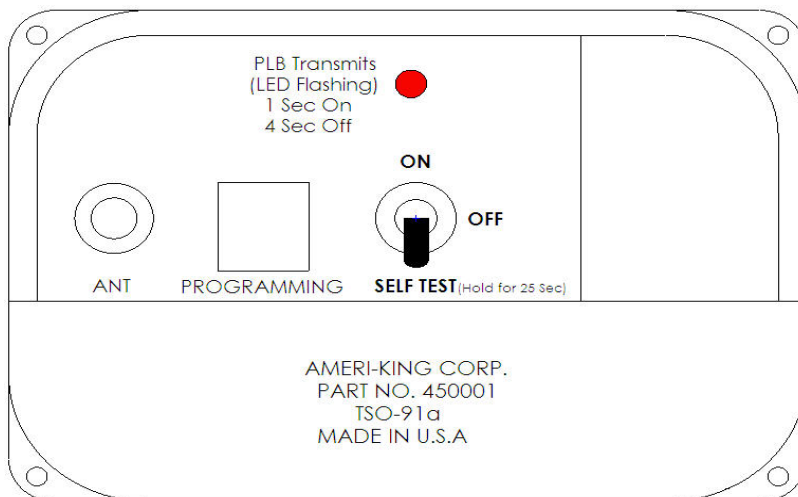 PLB Transmits
(LED Flashing)
1 Sec On
4 Sec Off
ON
OFF
ANT
PROGRAMMING
SELF TEST (Hold for 25 Sec)
AMERI-KING CORP.
PART NO. 450001
TSO-91a
MADE IN U.S.A